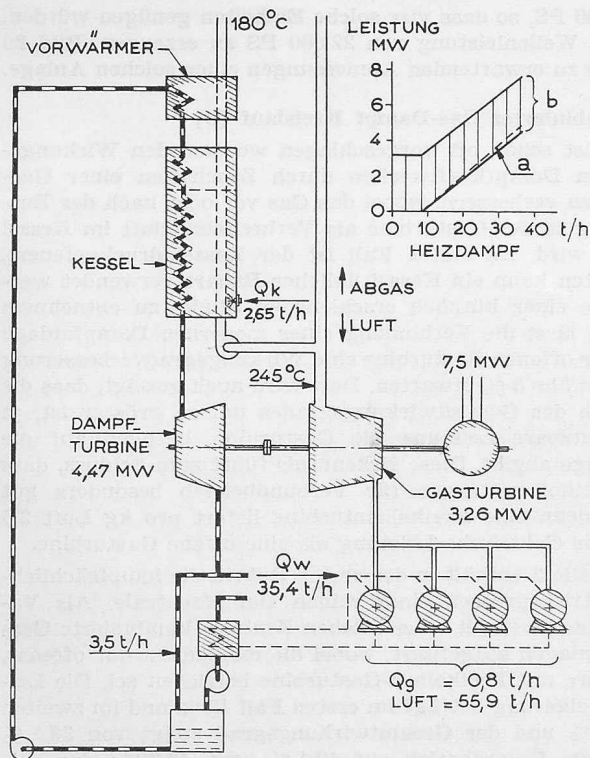 180°C
VORWÄRMER
LEISTUNG
MW
8
6
4
2
0
0 10 20 30 40 t/h
HEIZDAMPF
b
a
KESSEL
Qk
2,65 t/h
ABGAS
LUFT
245°C
7,5 MW
DAMPF-
TURBINE
4,47 MW
GASTURBINE
3,26 MW
Qw
35,4 t/h
3,5 t/h
Qg = 0,8 t/h
LUFT = 55,9 t/h